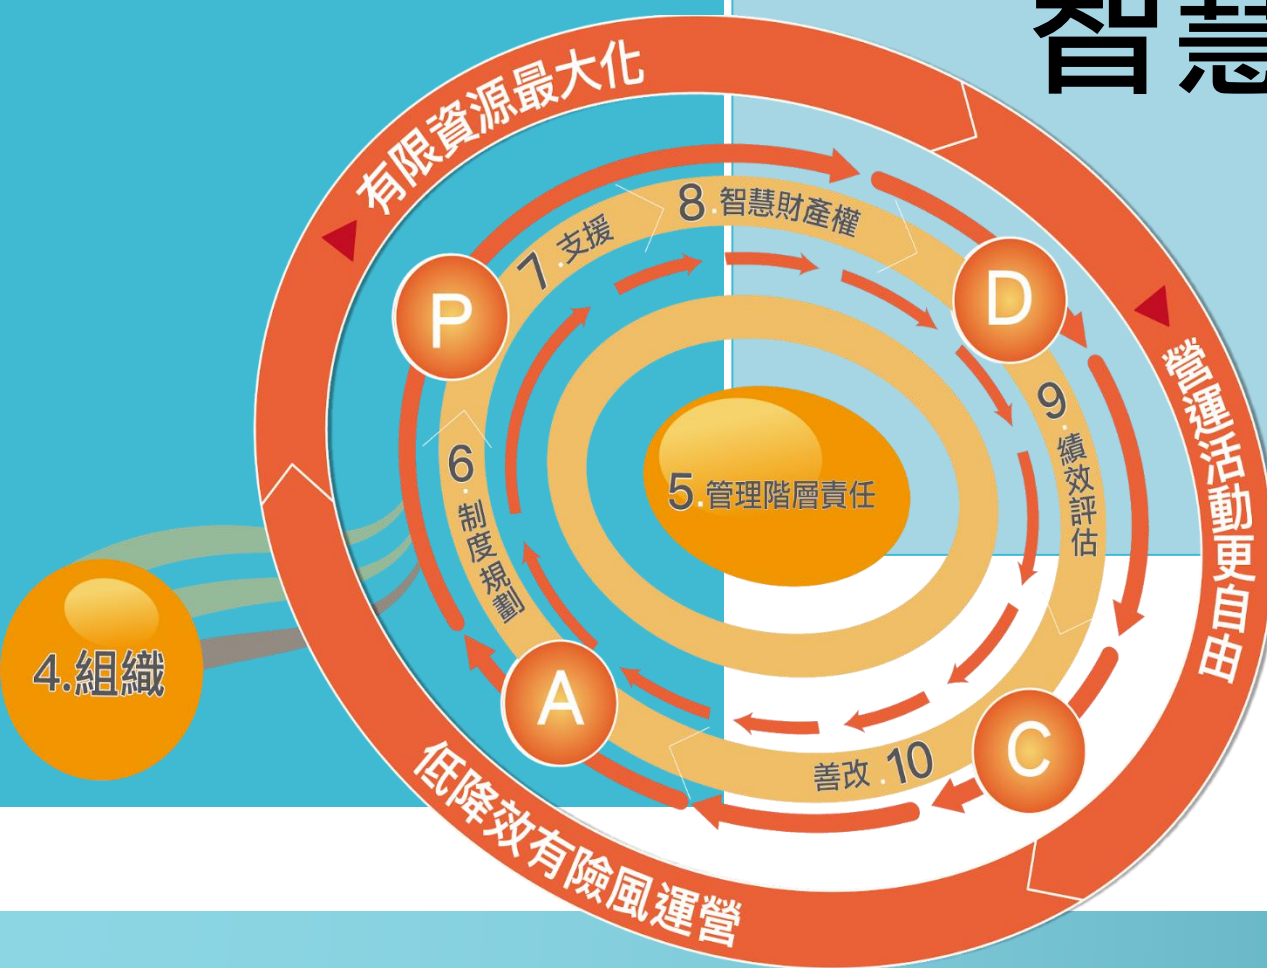 智慧
有限資源最大化
營運活動更自由
營運風險有效降低
P
D
C
A
4.組織
5.管理階層責任
6.制度規劃
7.支援
8.智慧財產權
9.績效評估
10.改善